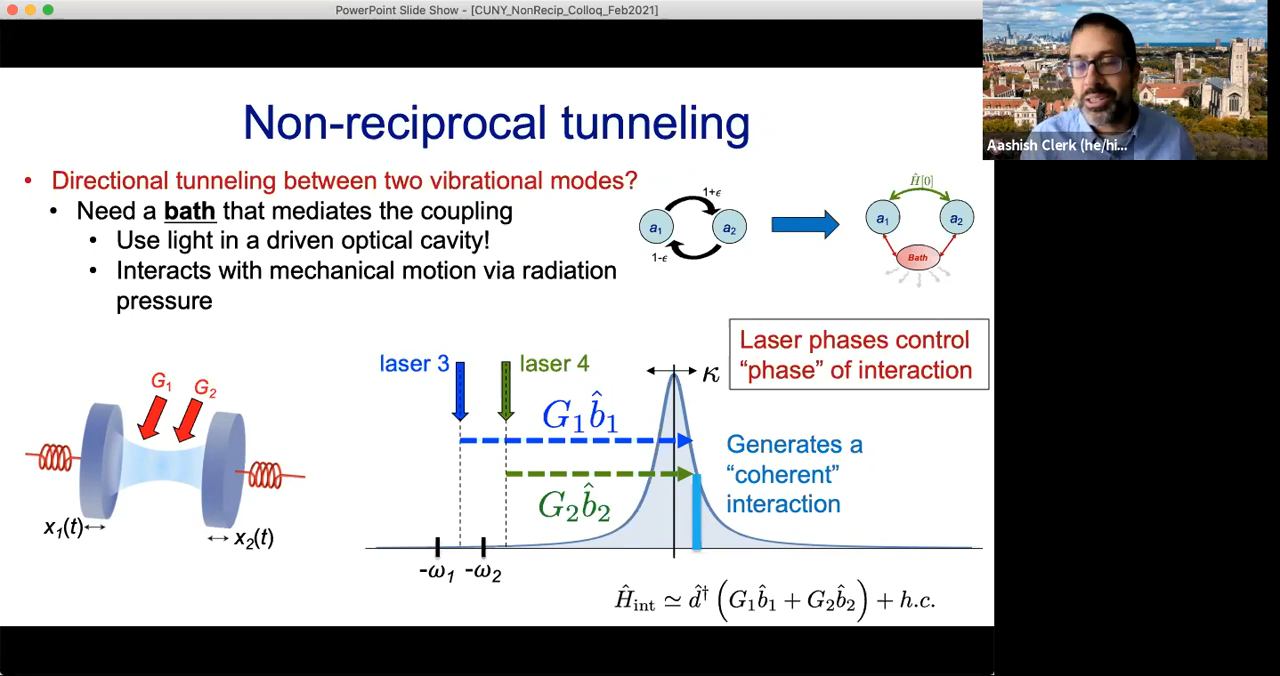 PowerPoint Slide Show - [CUNY_NonRecip_Colloq_Feb2021]
Aashish Clerk (he/hi...
Non-reciprocal tunneling
• Directional tunneling between two vibrational modes?
• Need a bath that mediates the coupling
• Use light in a driven optical cavity!
• Interacts with mechanical motion via radiation
pressure
1+ϵ
a₁
a₂
1-ϵ
Ĥ[0]
a₁
a₂
Bath
Laser phases control
“phase” of interaction
laser 3
laser 4
κ
G₁b̂₁
G₂b̂₂
Generates a
“coherent”
interaction
G₁
G₂
x₁(t)↔
↔ x₂(t)
-ω₁ -ω₂
Ĥ_int ≃ d̂† (G₁b̂₁ + G₂b̂₂) + h.c.